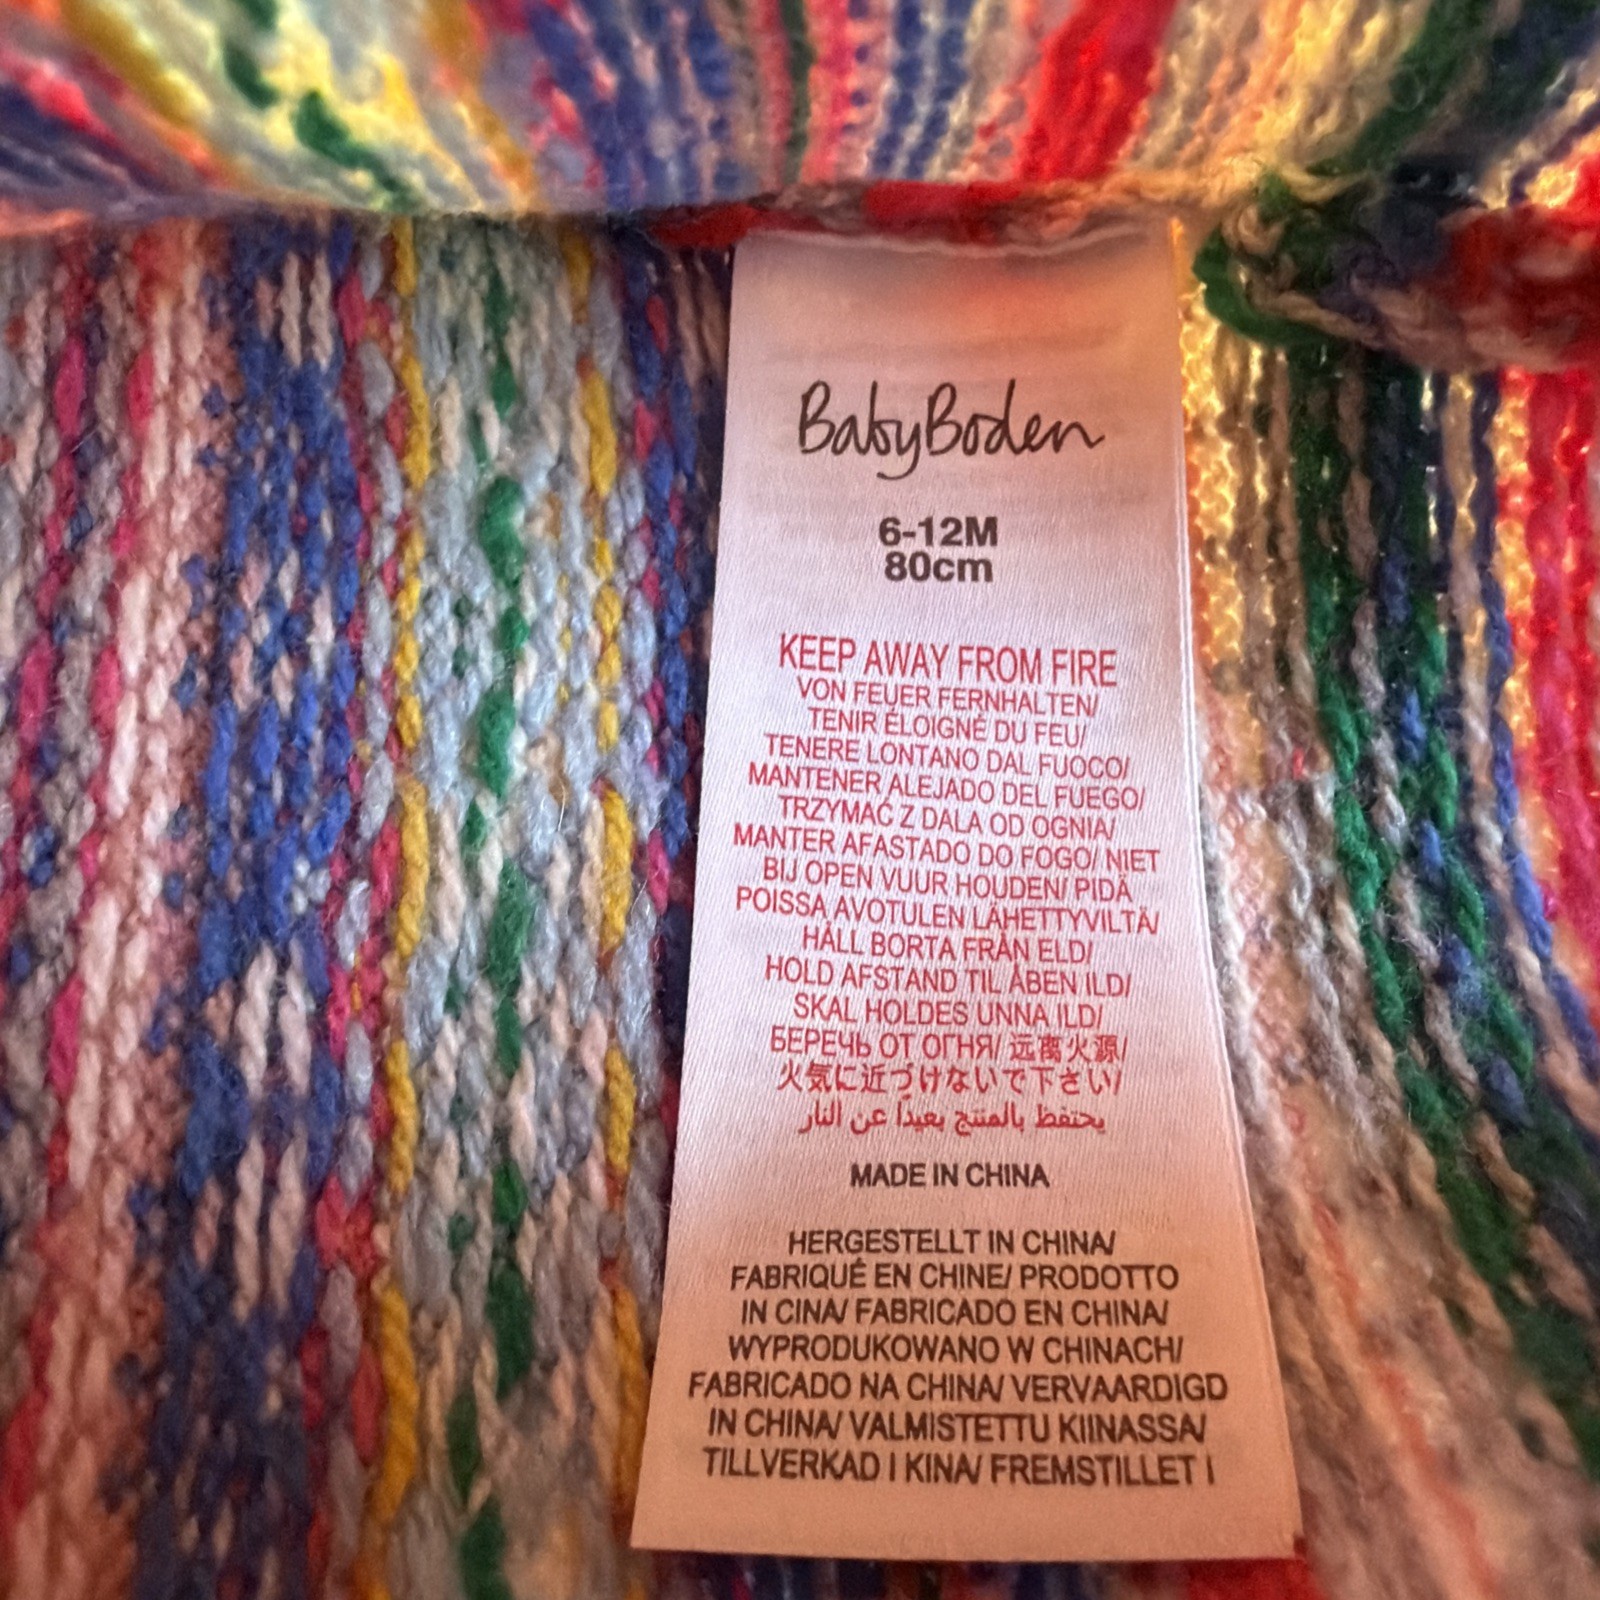 BabyBoden
6-12M
80cm
KEEP AWAY FROM FIRE
VON FEUER FERNHALTEN/
TENIR ÉLOIGNÉ DU FEU/
TENERE LONTANO DAL FUOCO/
MANTENER ALEJADO DEL FUEGO/
TRZYMAĆ Z DALA OD OGNIA/
MANTER AFASTADO DO FOGO/ NIET
BIJ OPEN VUUR HOUDEN/ PIDÄ
POISSA AVOTULEN LÄHETTYVILTÄ/
HÅLL BORTA FRÅN ELD/
HOLD AFSTAND TIL ÅBEN ILD/
SKAL HOLDES UNNA ILD/
БЕРЕЧЬ ОТ ОГНЯ/ 远离火源/
火気に近づけないで下さい/
يحتفظ بالمنتج بعيدًا عن النار
MADE IN CHINA
HERGESTELLT IN CHINA/
FABRIQUÉ EN CHINE/ PRODOTTO
IN CINA/ FABRICADO EN CHINA/
WYPRODUKOWANO W CHINACH/
FABRICADO NA CHINA/ VERVAARDIGD
IN CHINA/ VALMISTETTU KIINASSA/
TILLVERKAD I KINA/ FREMSTILLET I